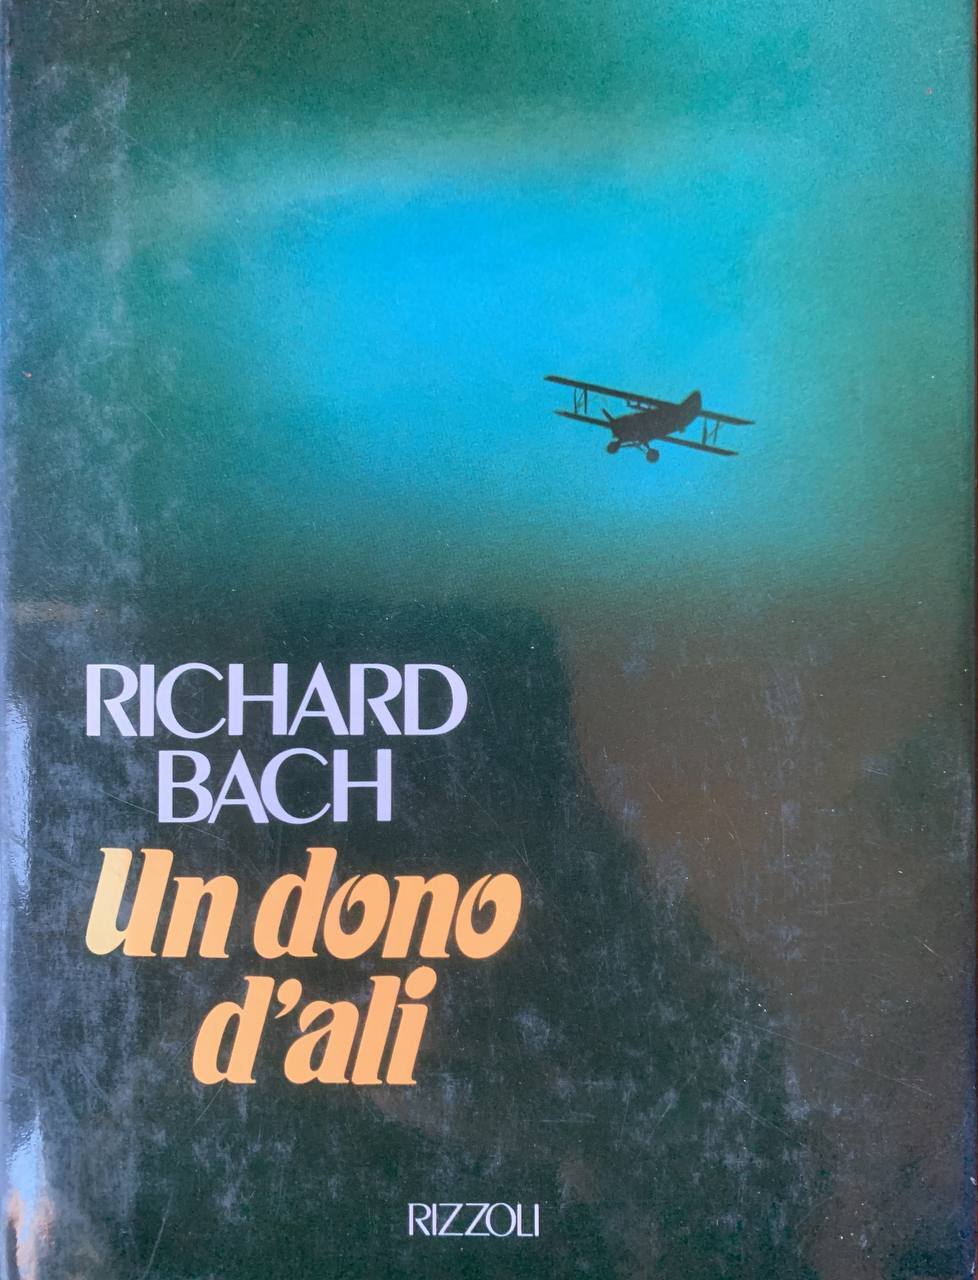 RICHARD
BACH
Un dono
d'ali
RIZZOLI